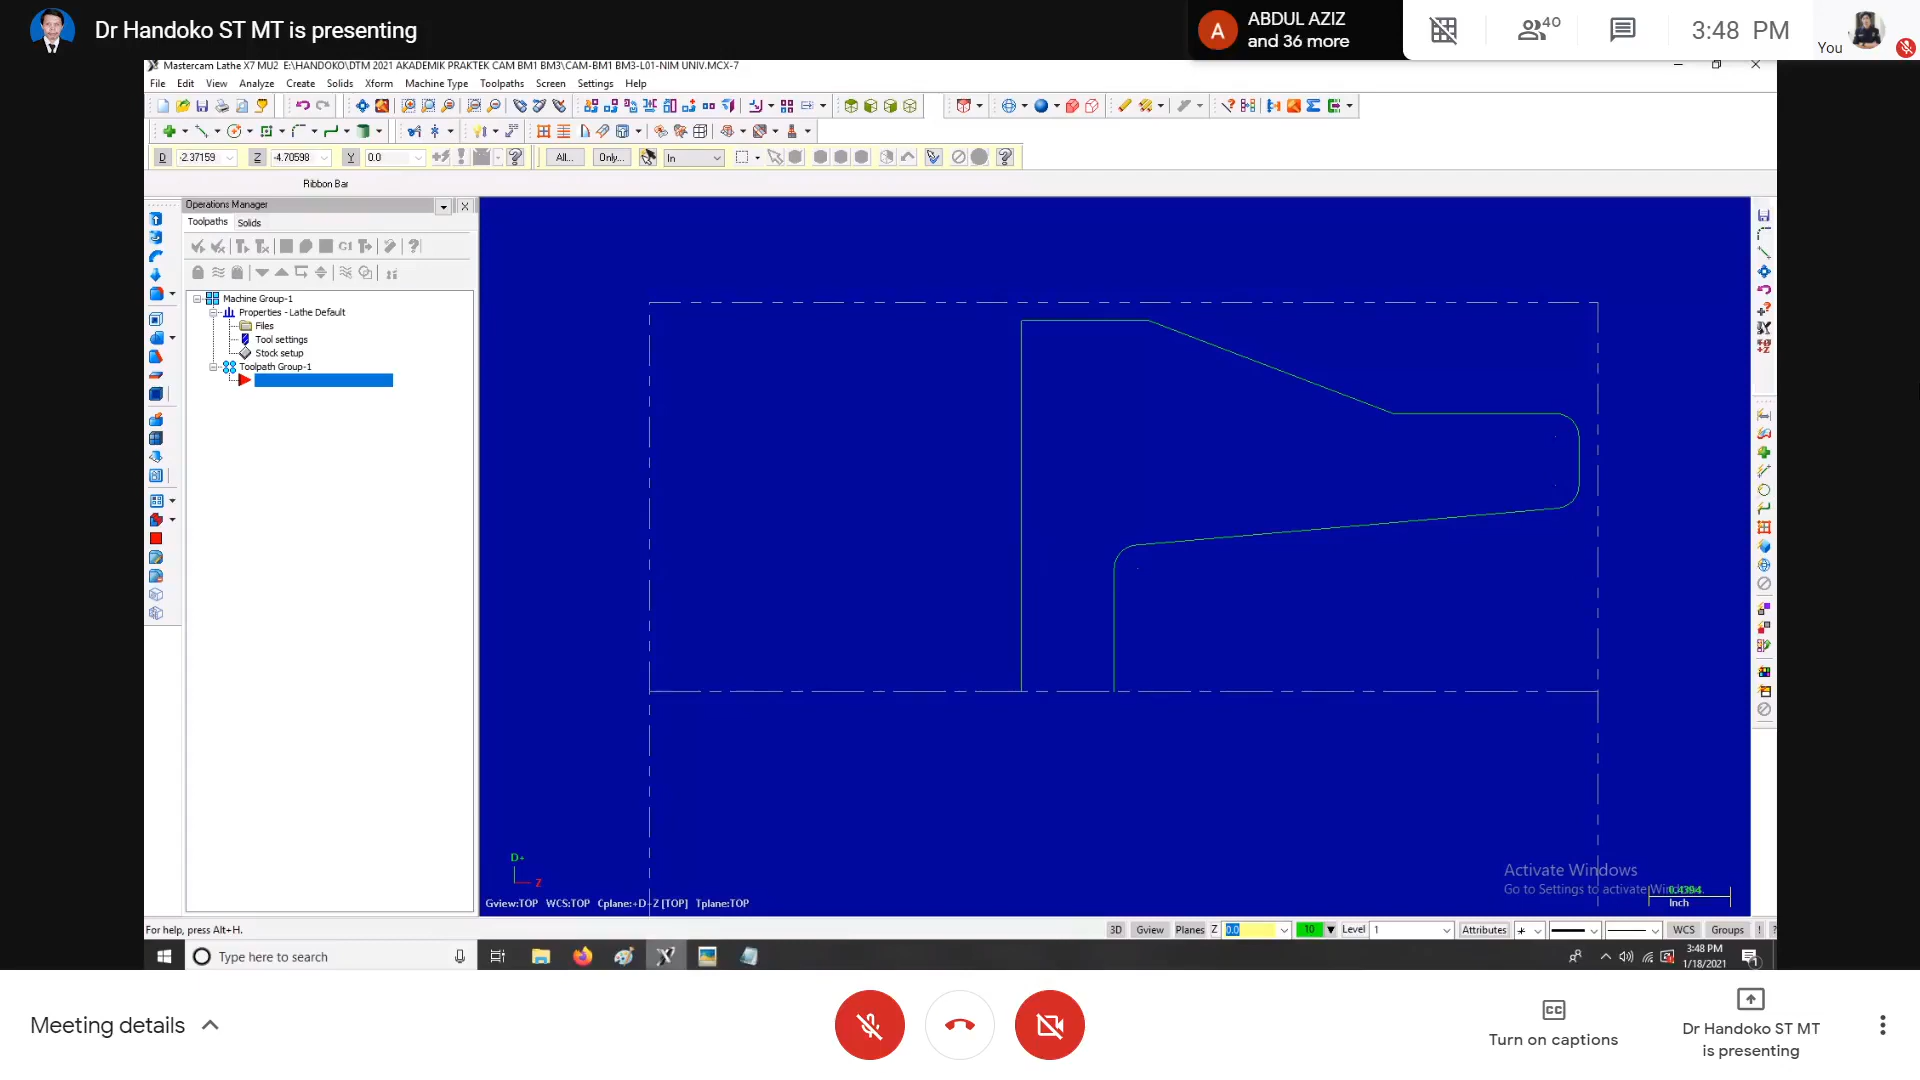 Dr Handoko ST MT is presenting
A
ABDUL AZIZ
and 36 more
40
3:48 PM
You
Mastercam Lathe X7 MU2 E:\HANDOKO\DTM 2021 AKADEMIK PRAKTEK CAM BM1 BM3\CAM-BM1 BM3-L01-NIM UNIV.MCX-7
File Edit View Analyze Create Solids Xform Machine Type Toolpaths Screen Settings Help
D -2.37159 Z -4.70598 Y 0.0 All... Only... In
Ribbon Bar
Operations Manager
Toolpaths Solids
G1
Machine Group-1
Properties - Lathe Default
Files
Tool settings
Stock setup
Toolpath Group-1
D+
Z
Gview:TOP WCS:TOP Cplane:+D+Z [TOP] Tplane:TOP
Activate Windows
Go to Settings to activate Windows.
0.4394
Inch
For help, press Alt+H.
3D Gview Planes Z 0.0 10 Level 1 Attributes WCS Groups
Type here to search
3:48 PM
1/18/2021
Meeting details
CC
Turn on captions
Dr Handoko ST MT
is presenting